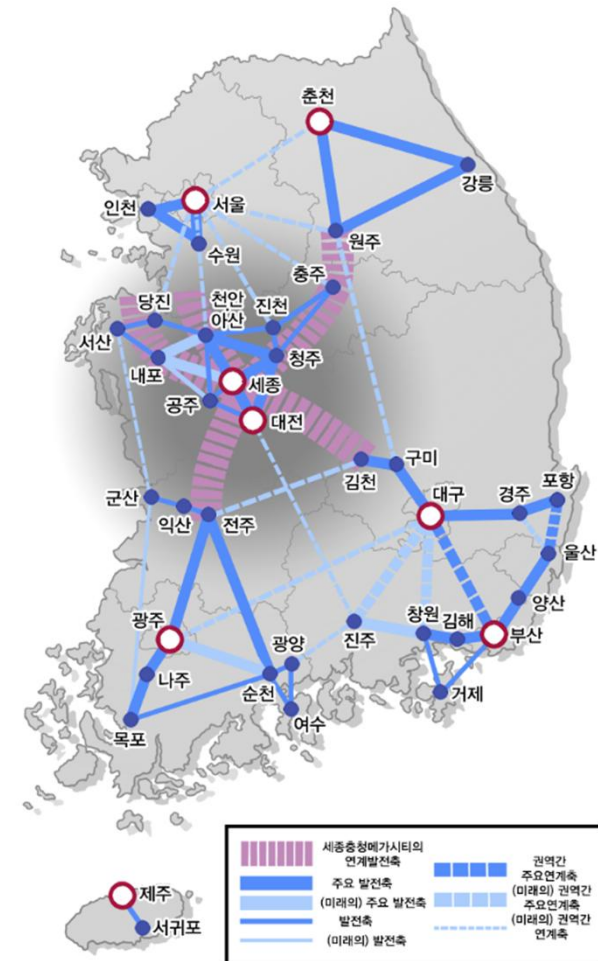 춘천
강릉
인천
서울
수원
원주
충주
당진
천안
아산
진천
서산
내포
청주
세종
공주
대전
구미
김천
대구
경주
포항
군산
익산
전주
울산
양산
광주
광양
진주
창원
김해
부산
나주
순천
거제
여수
목포
제주
서귀포
세종충청메가시티의
연계발전축
주요 발전축
(미래의) 주요 발전축
발전축
(미래의) 발전축
권역간
주요연계축
(미래의) 권역간
주요연계축
(미래의) 권역간
연계축